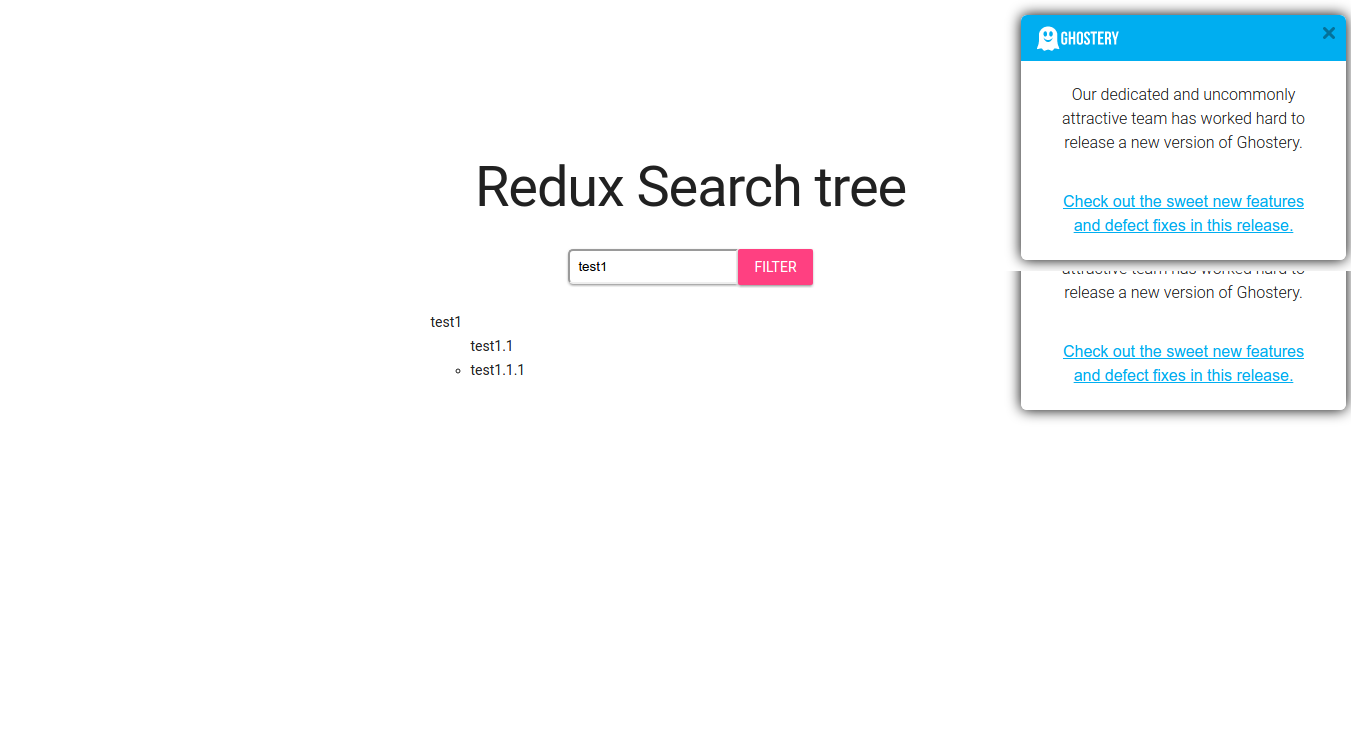 GHOSTERY
Our dedicated and uncommonly
attractive team has worked hard to
release a new version of Ghostery.
Check out the sweet new features
and defect fixes in this release.
Redux Search tree
test1
FILTER
test1
test1.1
test1.1.1
attractive team has worked hard to
release a new version of Ghostery.
Check out the sweet new features
and defect fixes in this release.